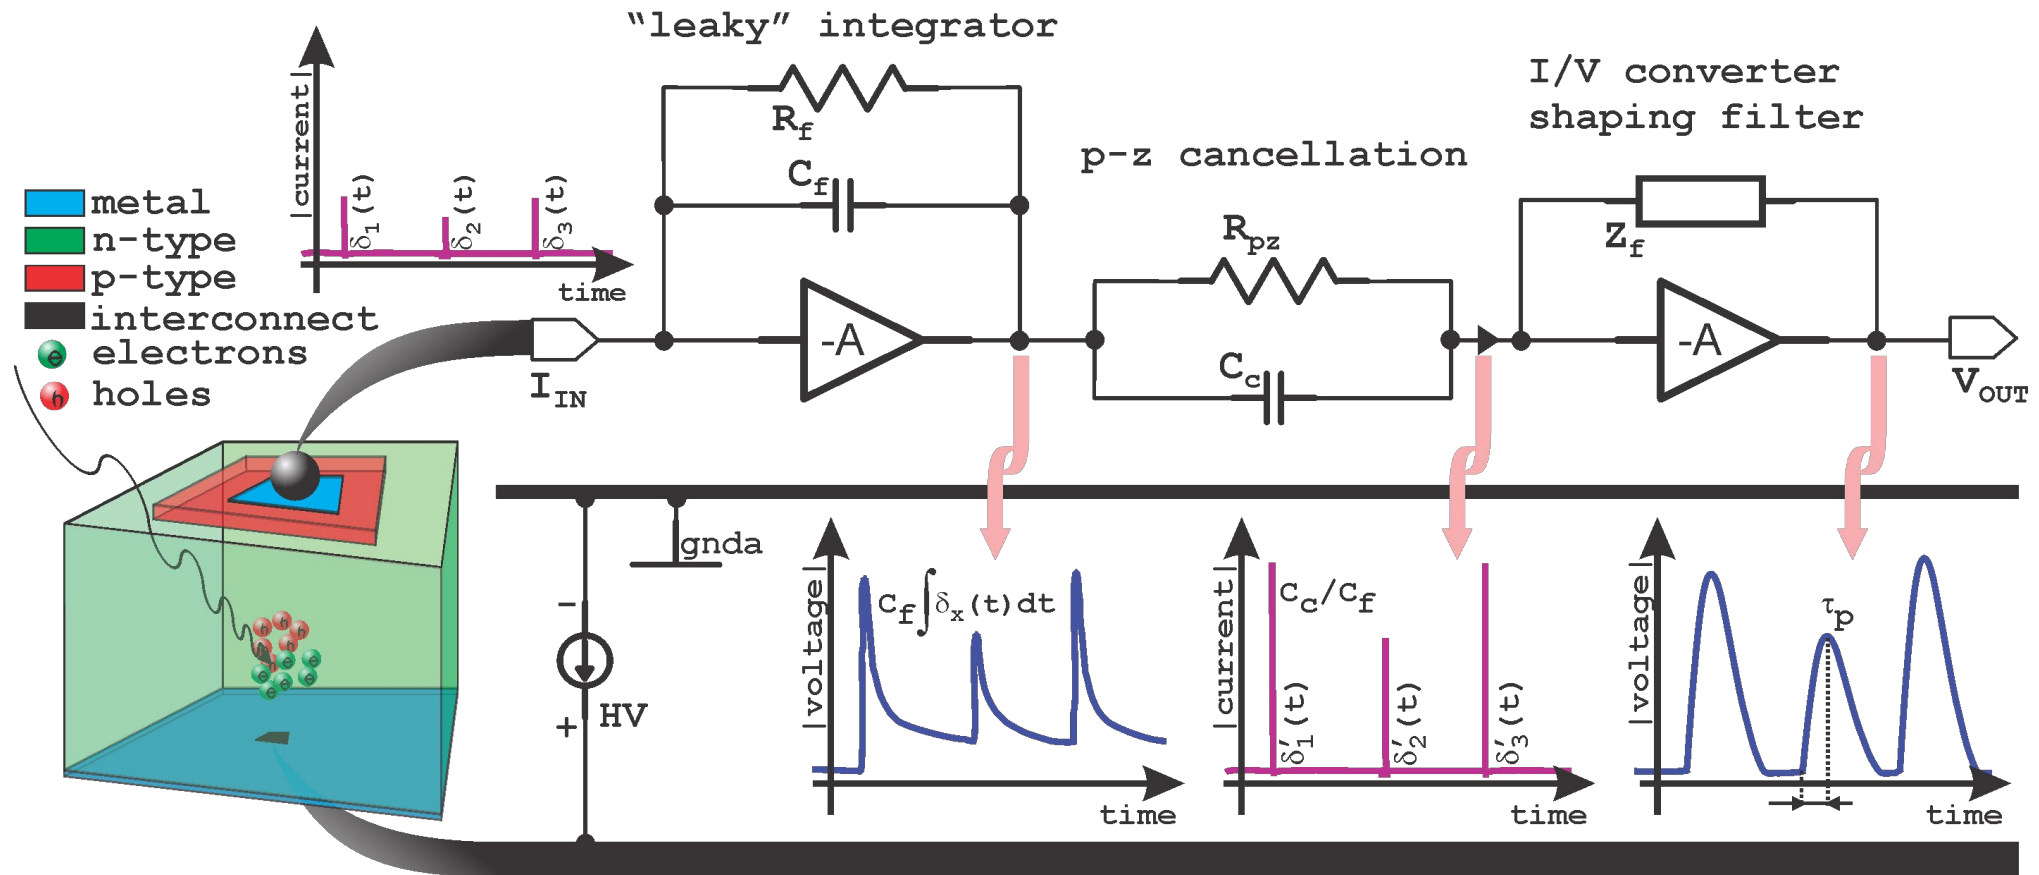 “leaky” integrator
I/V converter
shaping filter
p-z cancellation
|current|
δ1(t)
δ2(t)
δ3(t)
time
metal
n-type
p-type
interconnect
electrons
holes
Rf
Cf
-A
IIN
Rpz
Cc
Zf
-A
VOUT
gnda
-
+
HV
h
h
h
h
h
e
e
e
e
e
e
|voltage|
Cf∫δx(t)dt
time
|current|
Cc/Cf
δ'1(t)
δ'2(t)
δ'3(t)
time
|voltage|
τp
time